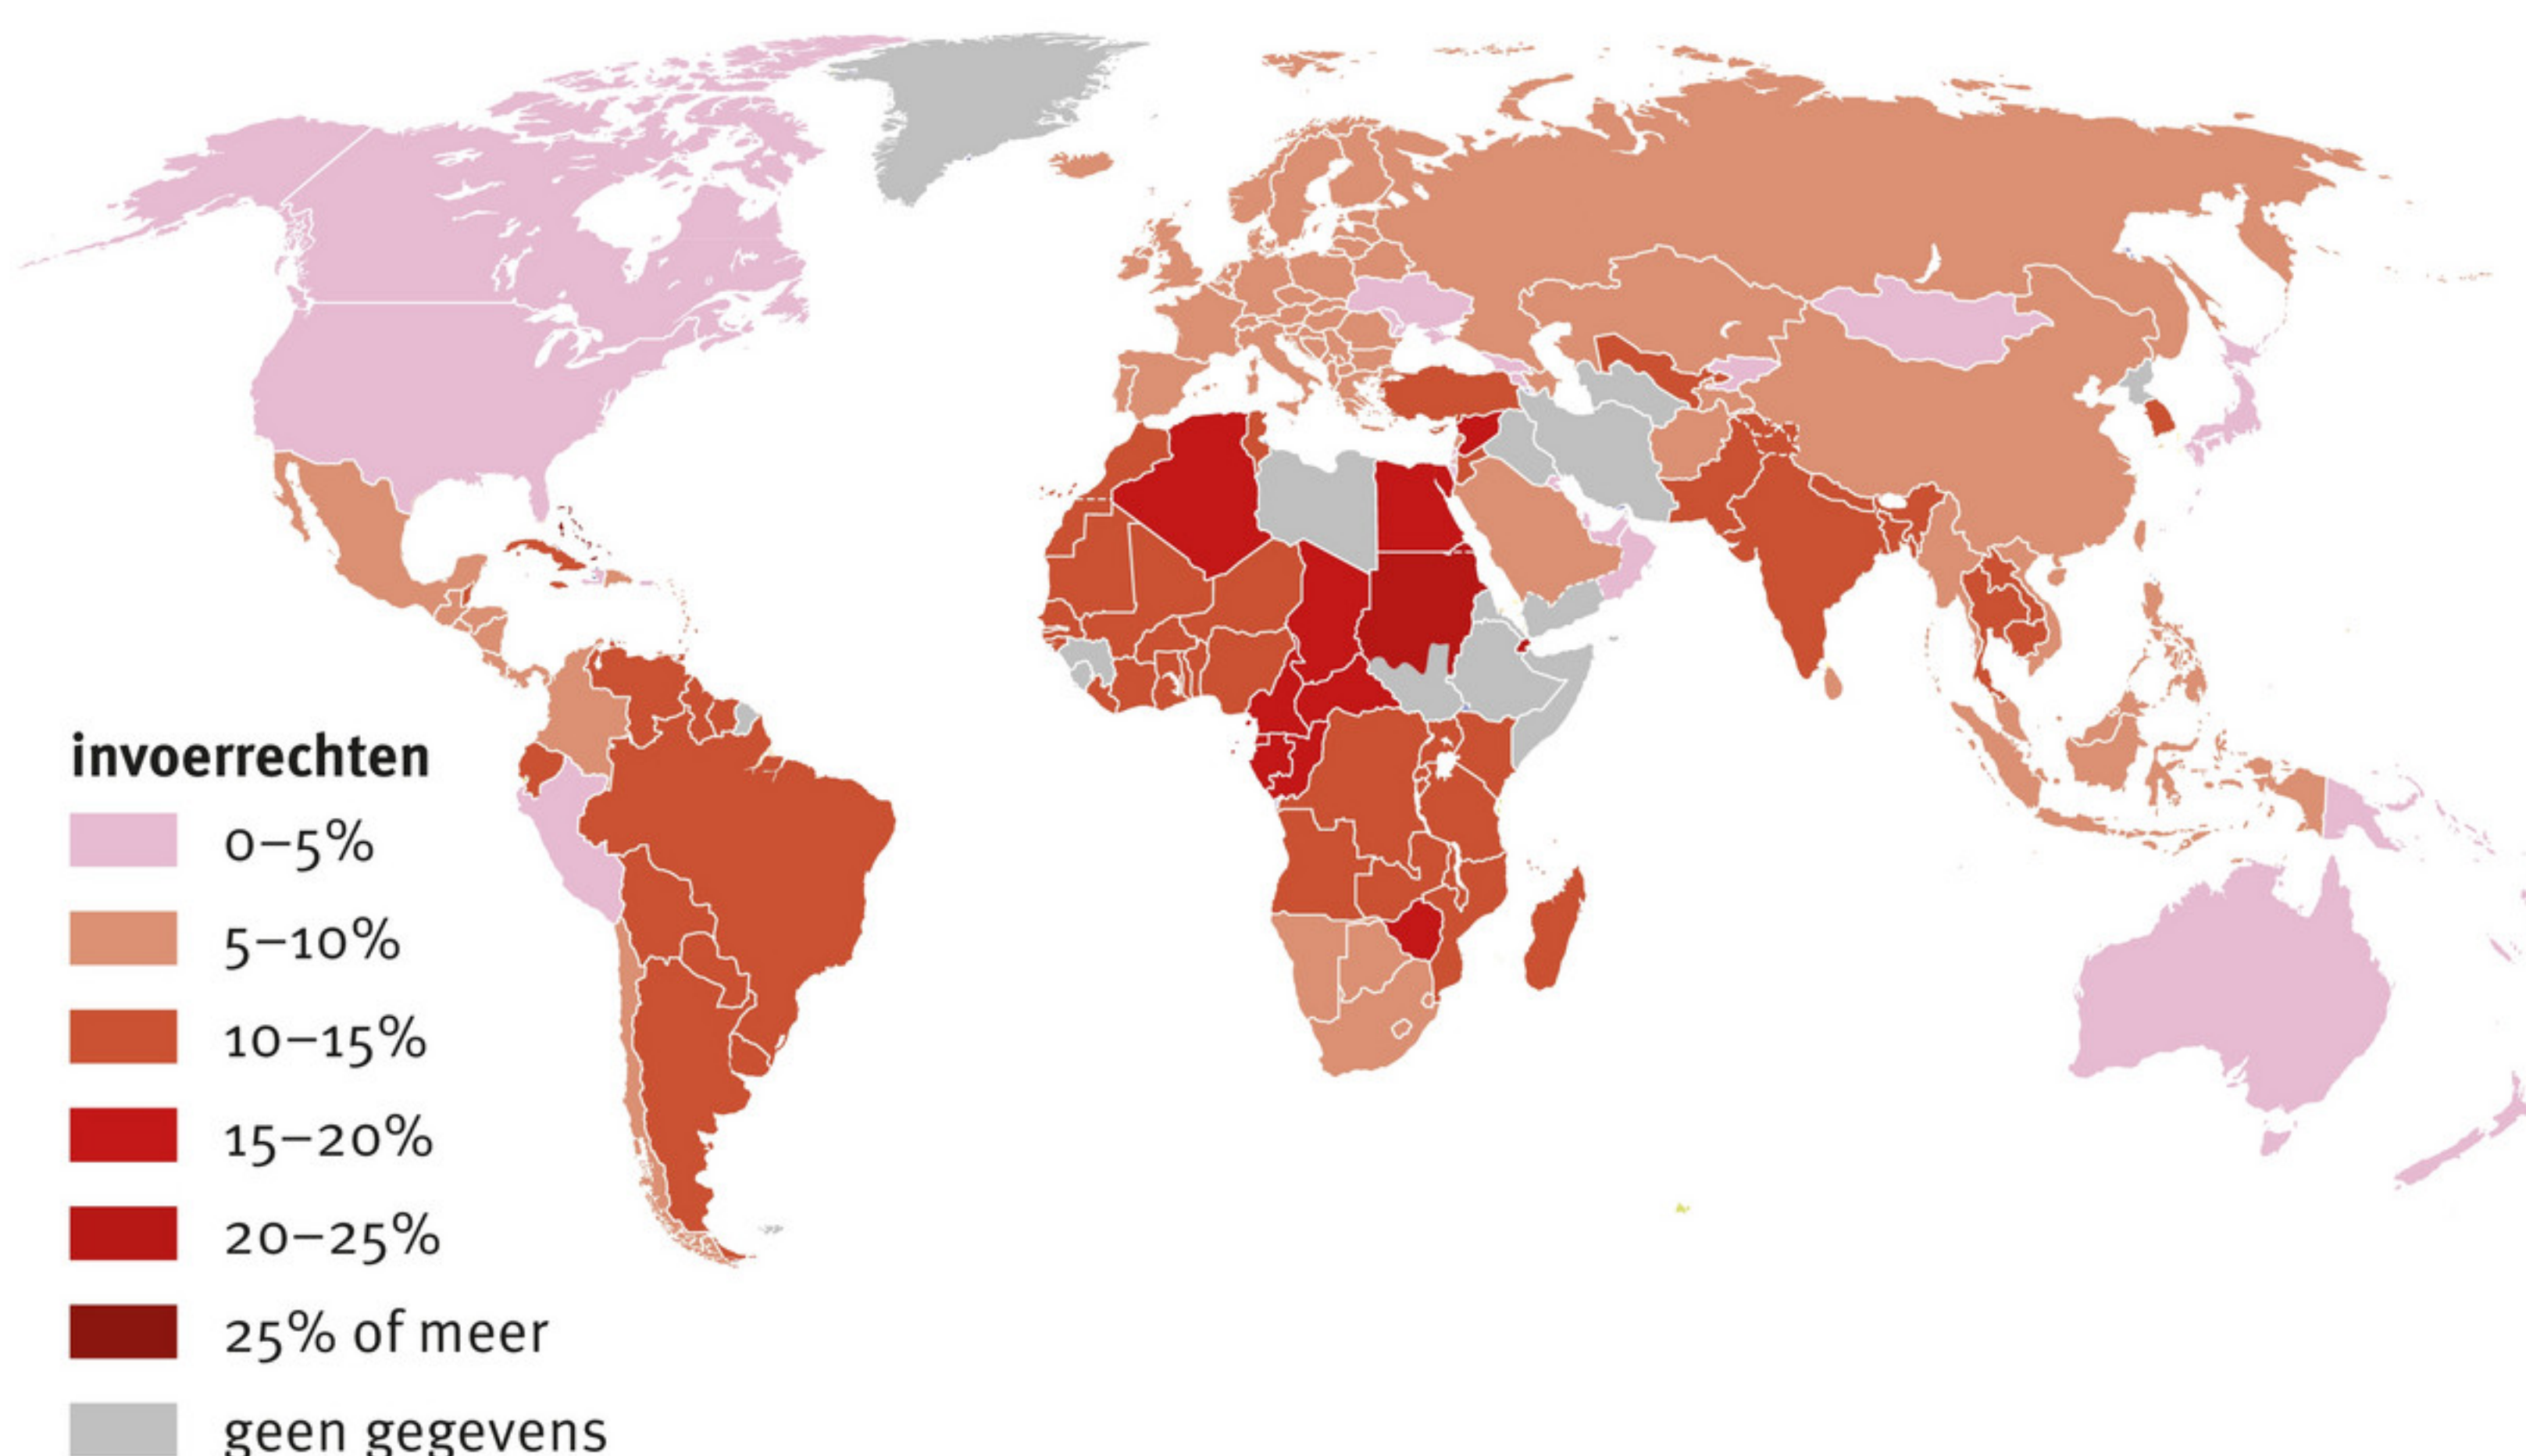 invoerrechten
0–5%
5–10%
10–15%
15–20%
20–25%
25% of meer
geen gegevens